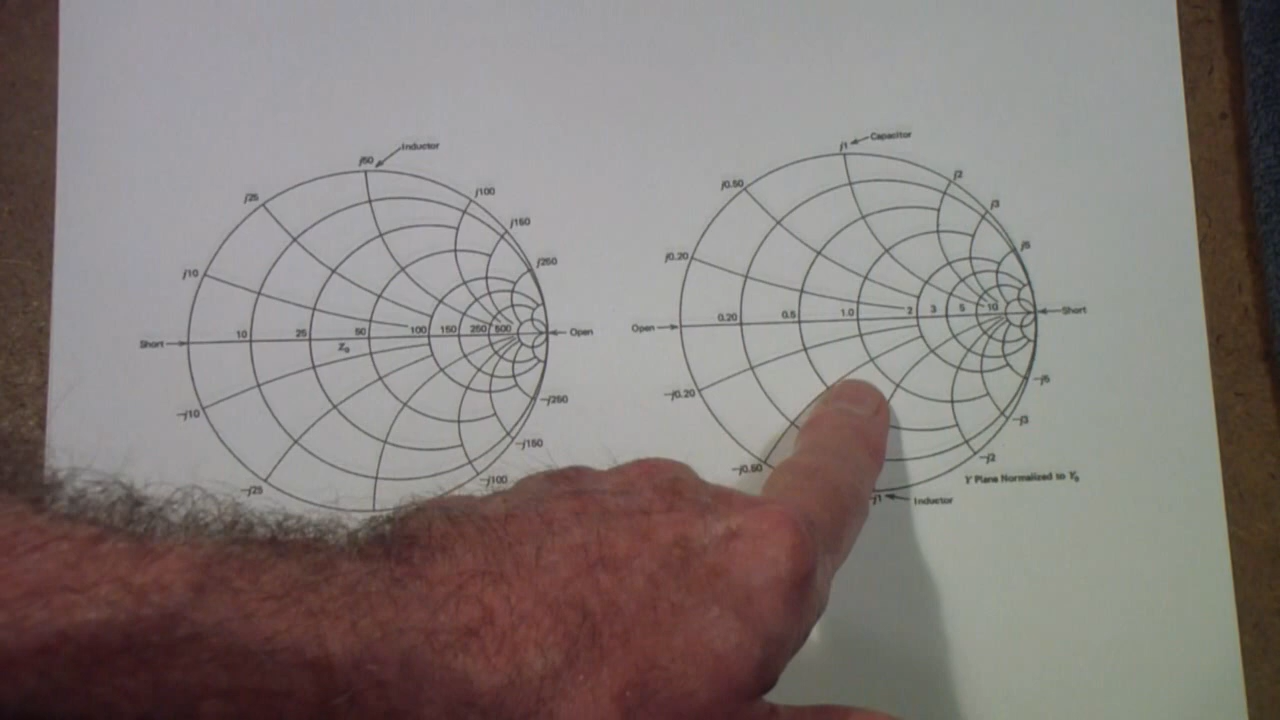 j50
Inductor
j25
j100
j150
j10
j250
Short
10
25
50
100
150
250
500
Open
Z₀
-j10
-j250
-j150
-j25
-j100
j1
Capacitor
j0.50
j2
j3
j0.20
j5
Open
0.20
0.5
1.0
2
3
5
10
Short
-j0.20
-j5
-j3
-j0.50
-j2
Y Plane Normalized to Y₀
-j1
Inductor